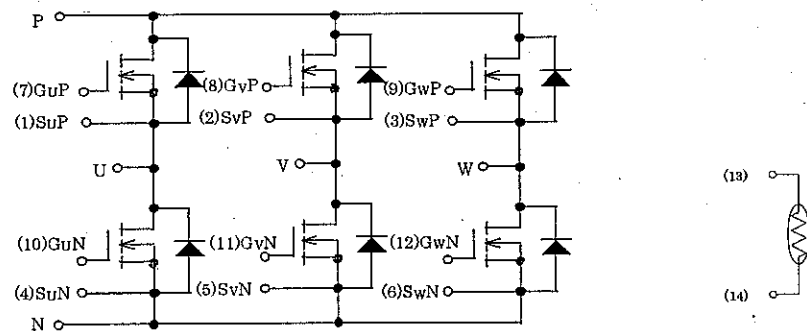 P
(7)GuP
(8)GvP
(9)GwP
(1)SuP
(2)SvP
(3)SwP
U
V
W
(13)
(10)GuN
(11)GvN
(12)GwN
(4)SuN
(5)SvN
(6)SwN
(14)
N